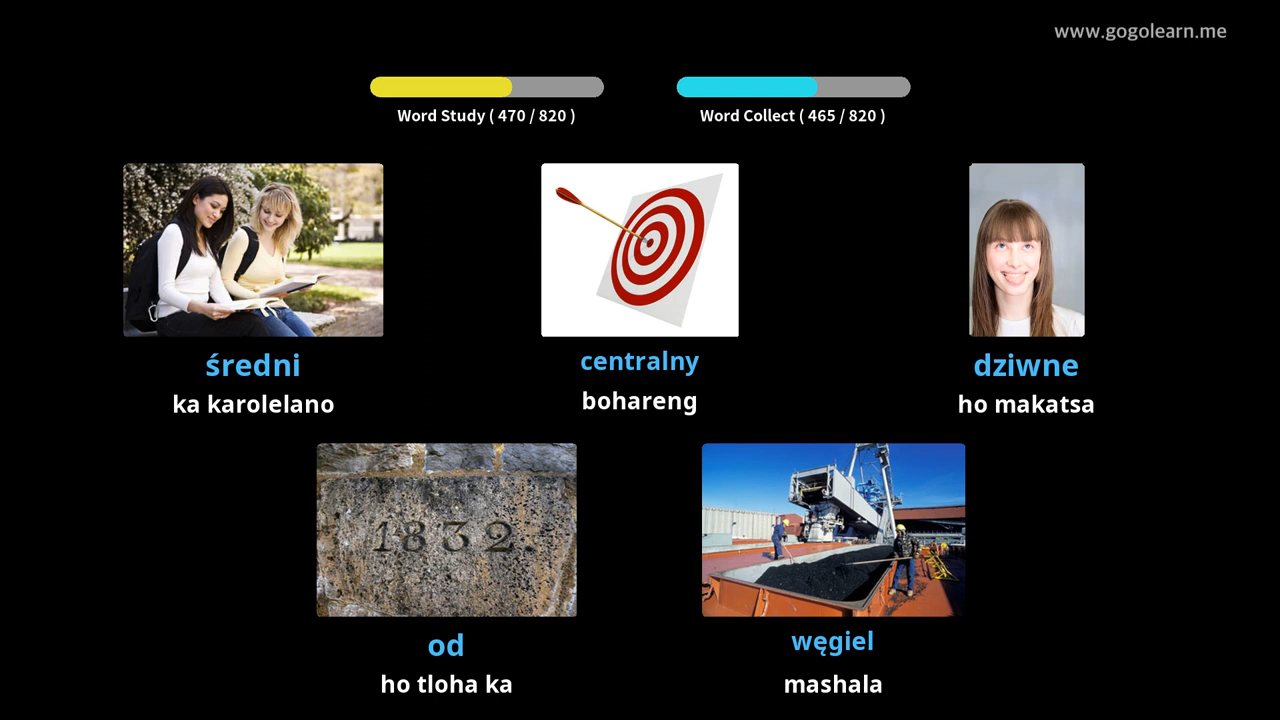 www.gogolearn.me
Word Study ( 470 / 820 )
Word Collect ( 465 / 820 )
średni
ka karolelano
centralny
bohareng
dziwne
ho makatsa
1832.
od
ho tloha ka
węgiel
mashala